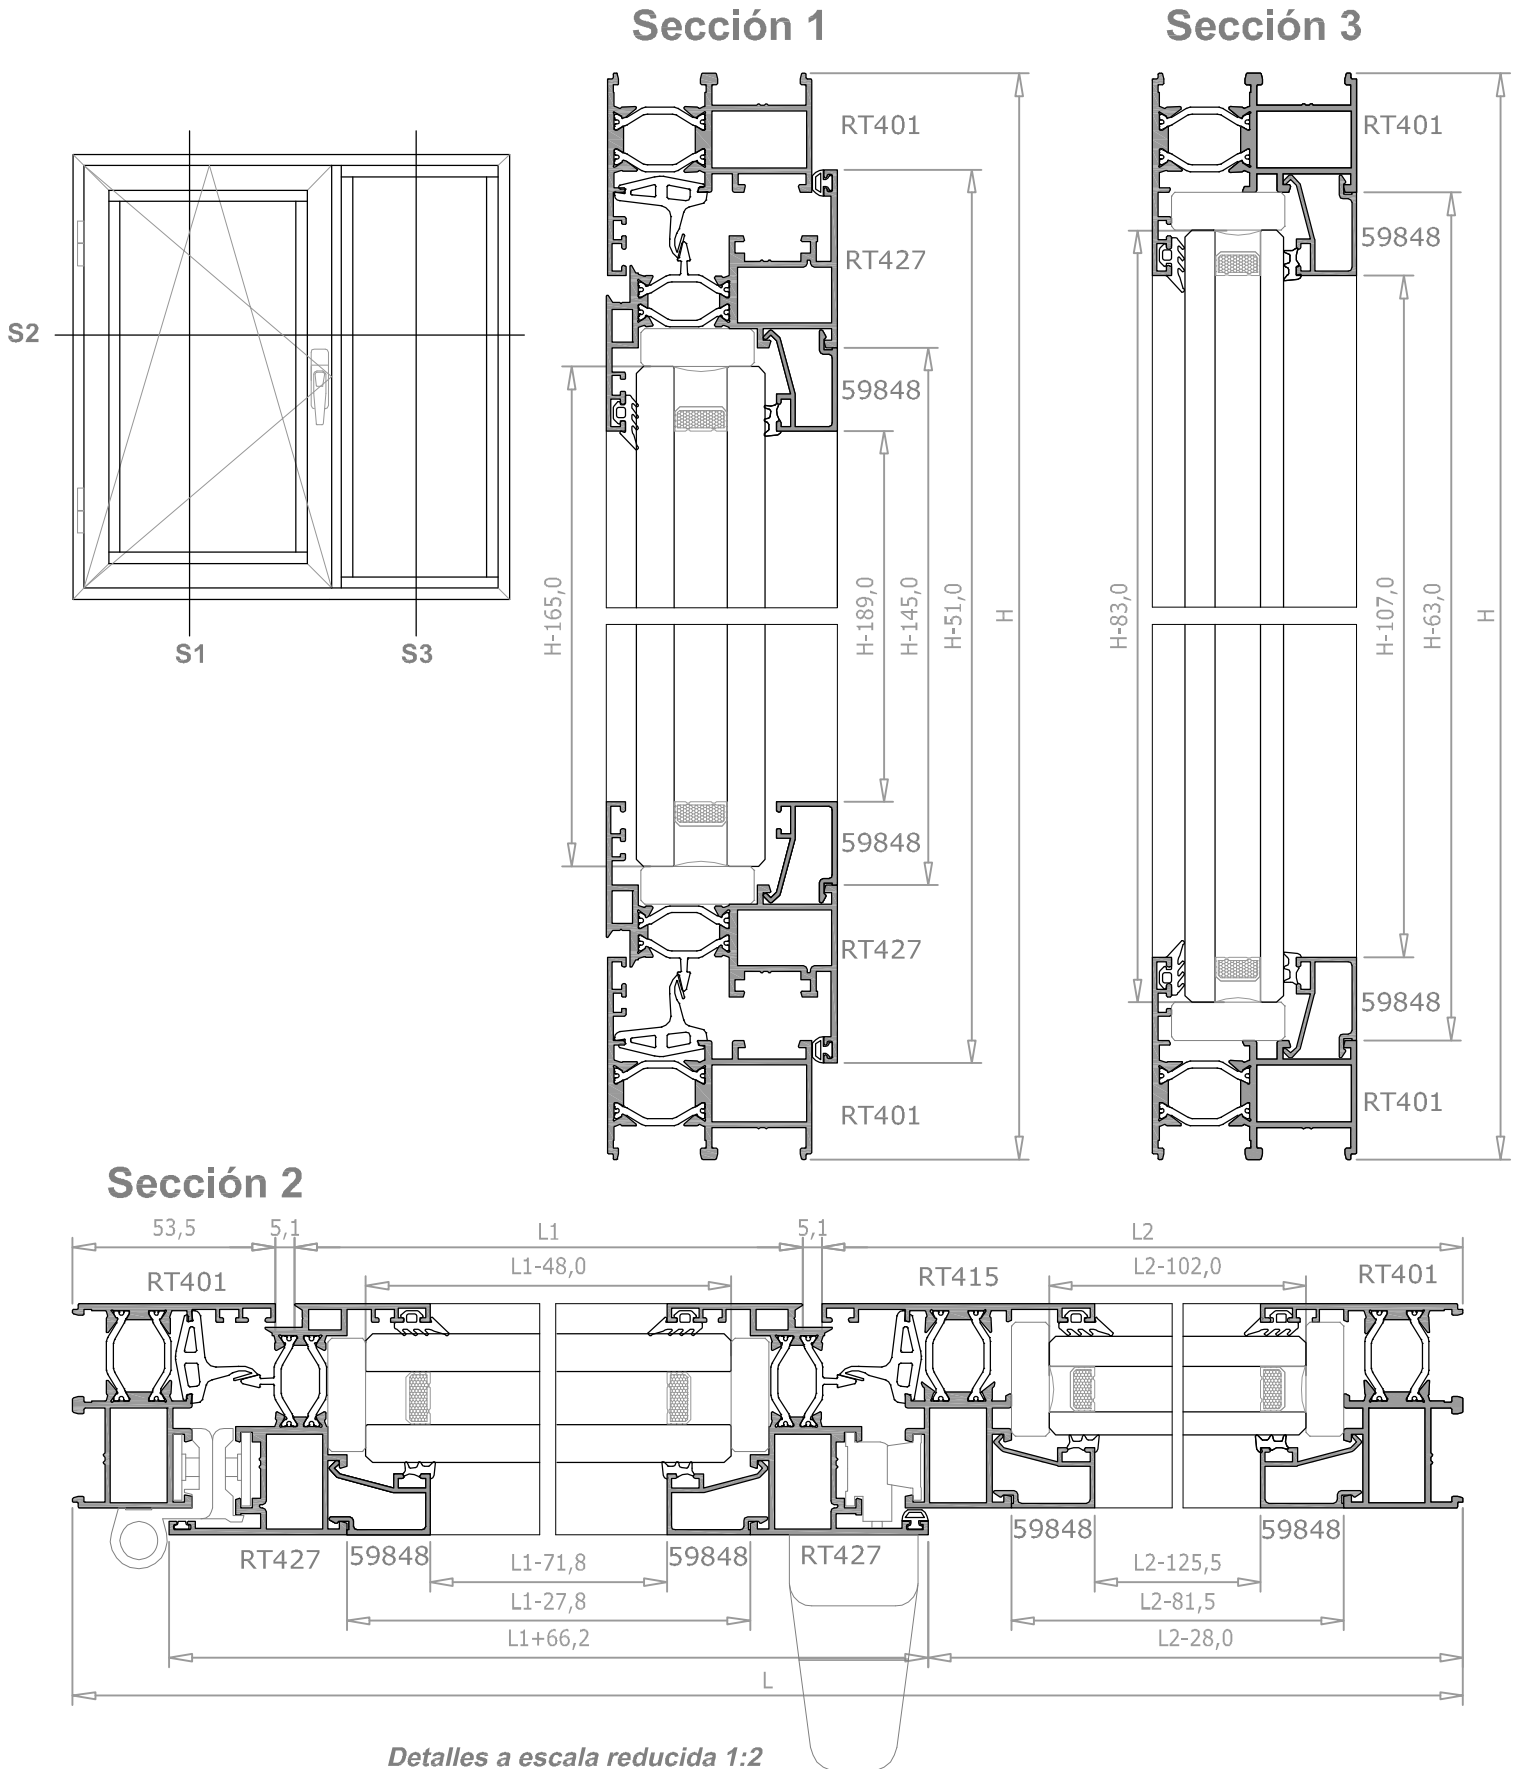 Sección 1
Sección 3
RT401
RT401
RT427
59848
59848
S2
S1
S3
H-165,0
H-189,0
H-145,0
H-51,0
H
H-83,0
H-107,0
H-63,0
H
59848
RT427
59848
RT401
RT401
Sección 2
53,5
5,1
L1
5,1
L2
RT401
L1-48,0
RT415
L2-102,0
RT401
RT427
59848
L1-71,8
59848
RT427
59848
L2-125,5
59848
L1-27,8
L2-81,5
L1+66,2
L2-28,0
L
Detalles a escala reducida 1:2